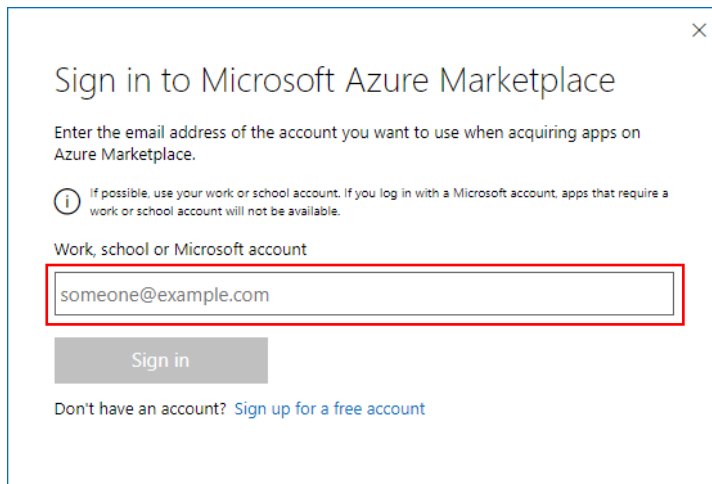 Sign in to Microsoft Azure Marketplace
Enter the email address of the account you want to use when acquiring apps on
Azure Marketplace.
If possible, use your work or school account. If you log in with a Microsoft account, apps that require a
work or school account will not be available.
Work, school or Microsoft account
someone@example.com
Sign in
Don't have an account? Sign up for a free account